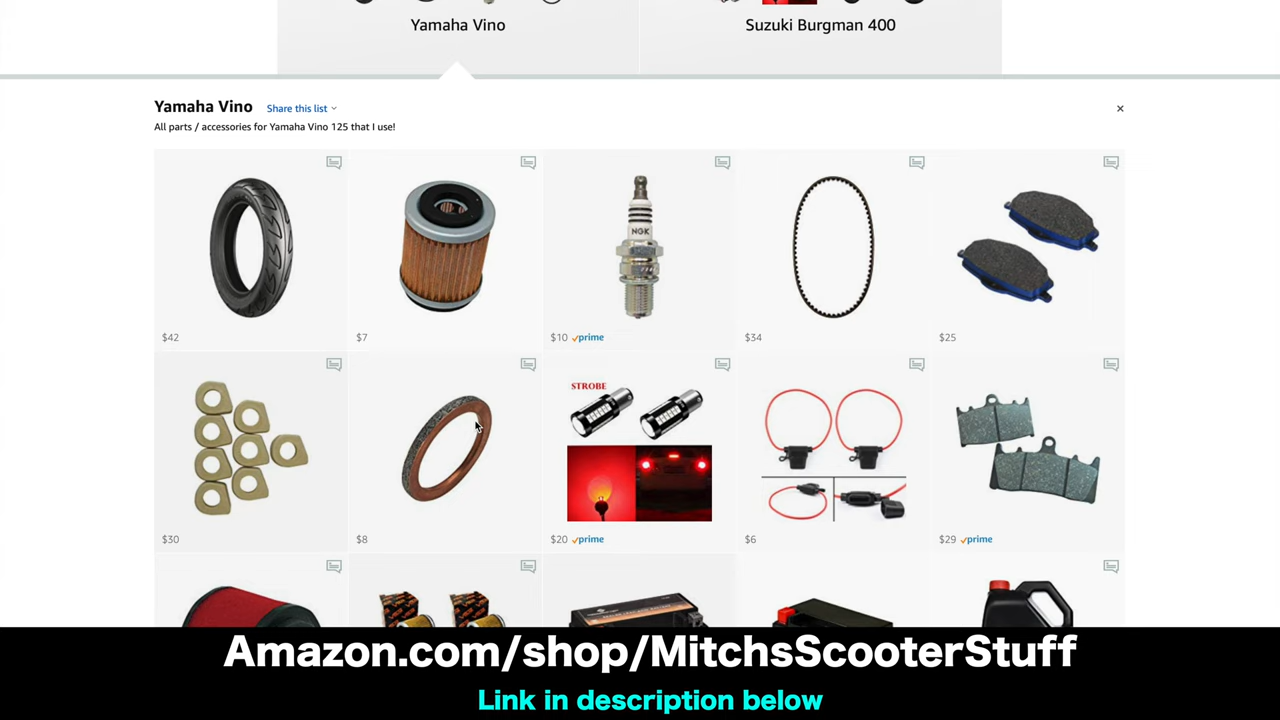 Yamaha Vino
Suzuki Burgman 400
Yamaha Vino Share this list
All parts / accessories for Yamaha Vino 125 that I use!
NGK
$42
$7
$10 prime
$34
$25
STROBE
$30
$8
$20 prime
$6
$29 prime
Amazon.com/shop/MitchsScooterStuff
Link in description below